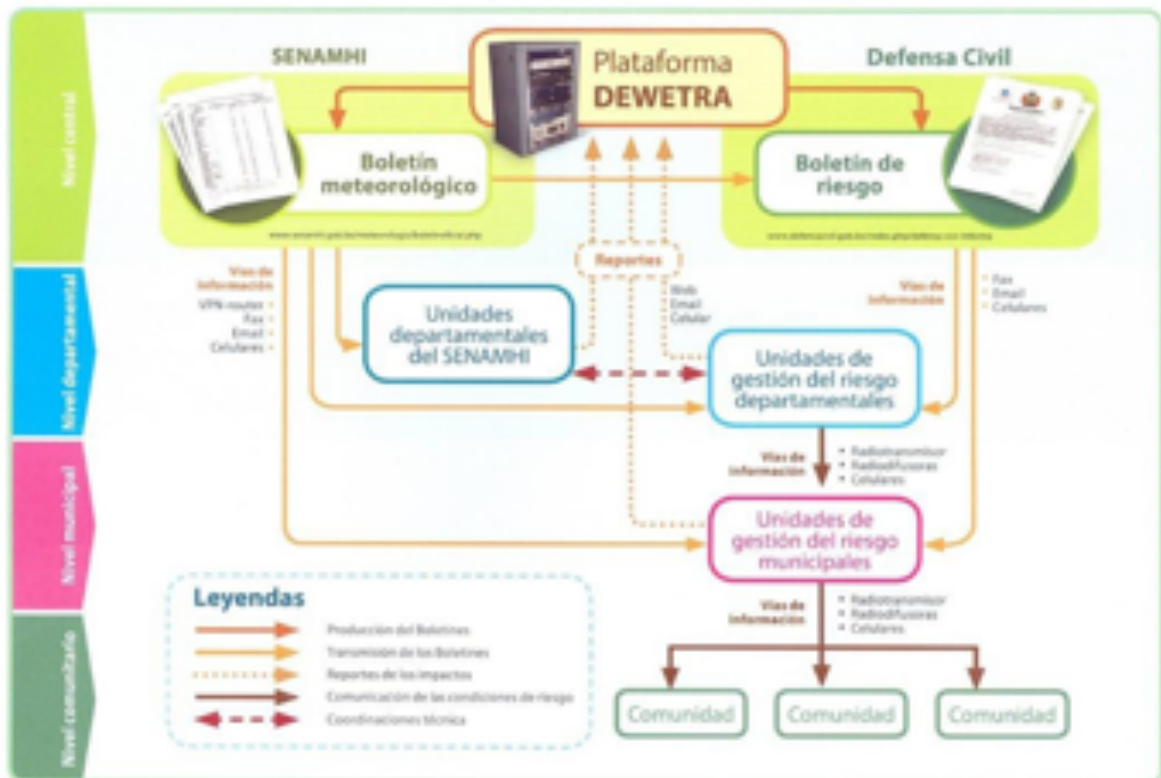 SENAMHI
Plataforma
DEWETRA
Defensa Civil
Boletín
meteorológico
Boletín de
riesgo
Nivel cental
Reportes
Vías de
información
VPN router
Fax
Email
Celulares
Unidades
departamentales
del SENAMHI
Web
Email
Celular
Vías de
información
Fax
Email
Celulares
Unidades de
gestión del riesgo
departamentales
Nivel departamental
Vías de
información
Radiotransmisor
Radiodifusoras
Celulares
Unidades de
gestión del riesgo
municipales
Nivel municipal
Vías de
información
Radiotransmisor
Radiodifusoras
Celulares
Leyendas
Producción del Boletines
Transmisión de los Boletines
Reportes de los impactos
Comunicación de las condiciones de riesgo
Coordinaciones técnica
Comunidad
Comunidad
Comunidad
Nivel comunitario